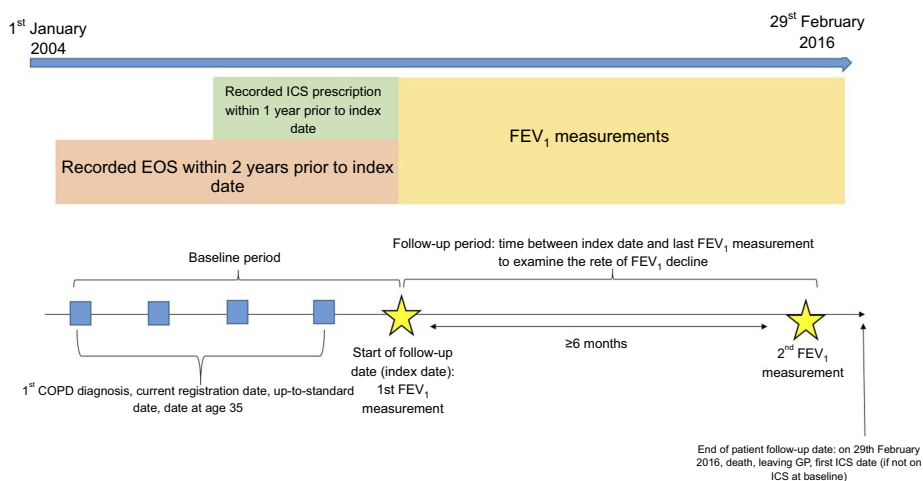 1st January
2004
29st February
2016
Recorded ICS prescription
within 1 year prior to index
date
FEV1 measurements
Recorded EOS within 2 years prior to index
date
Baseline period
Follow-up period: time between index date and last FEV1 measurement
to examine the rete of FEV1 decline
≥6 months
Start of follow-up
date (index date):
1st FEV1
measurement
2nd FEV1
measurement
1st COPD diagnosis, current registration date, up-to-standard
date, date at age 35
End of patient follow-up date: on 29th February
2016, death, leaving GP, first ICS date (if not on
ICS at baseline)